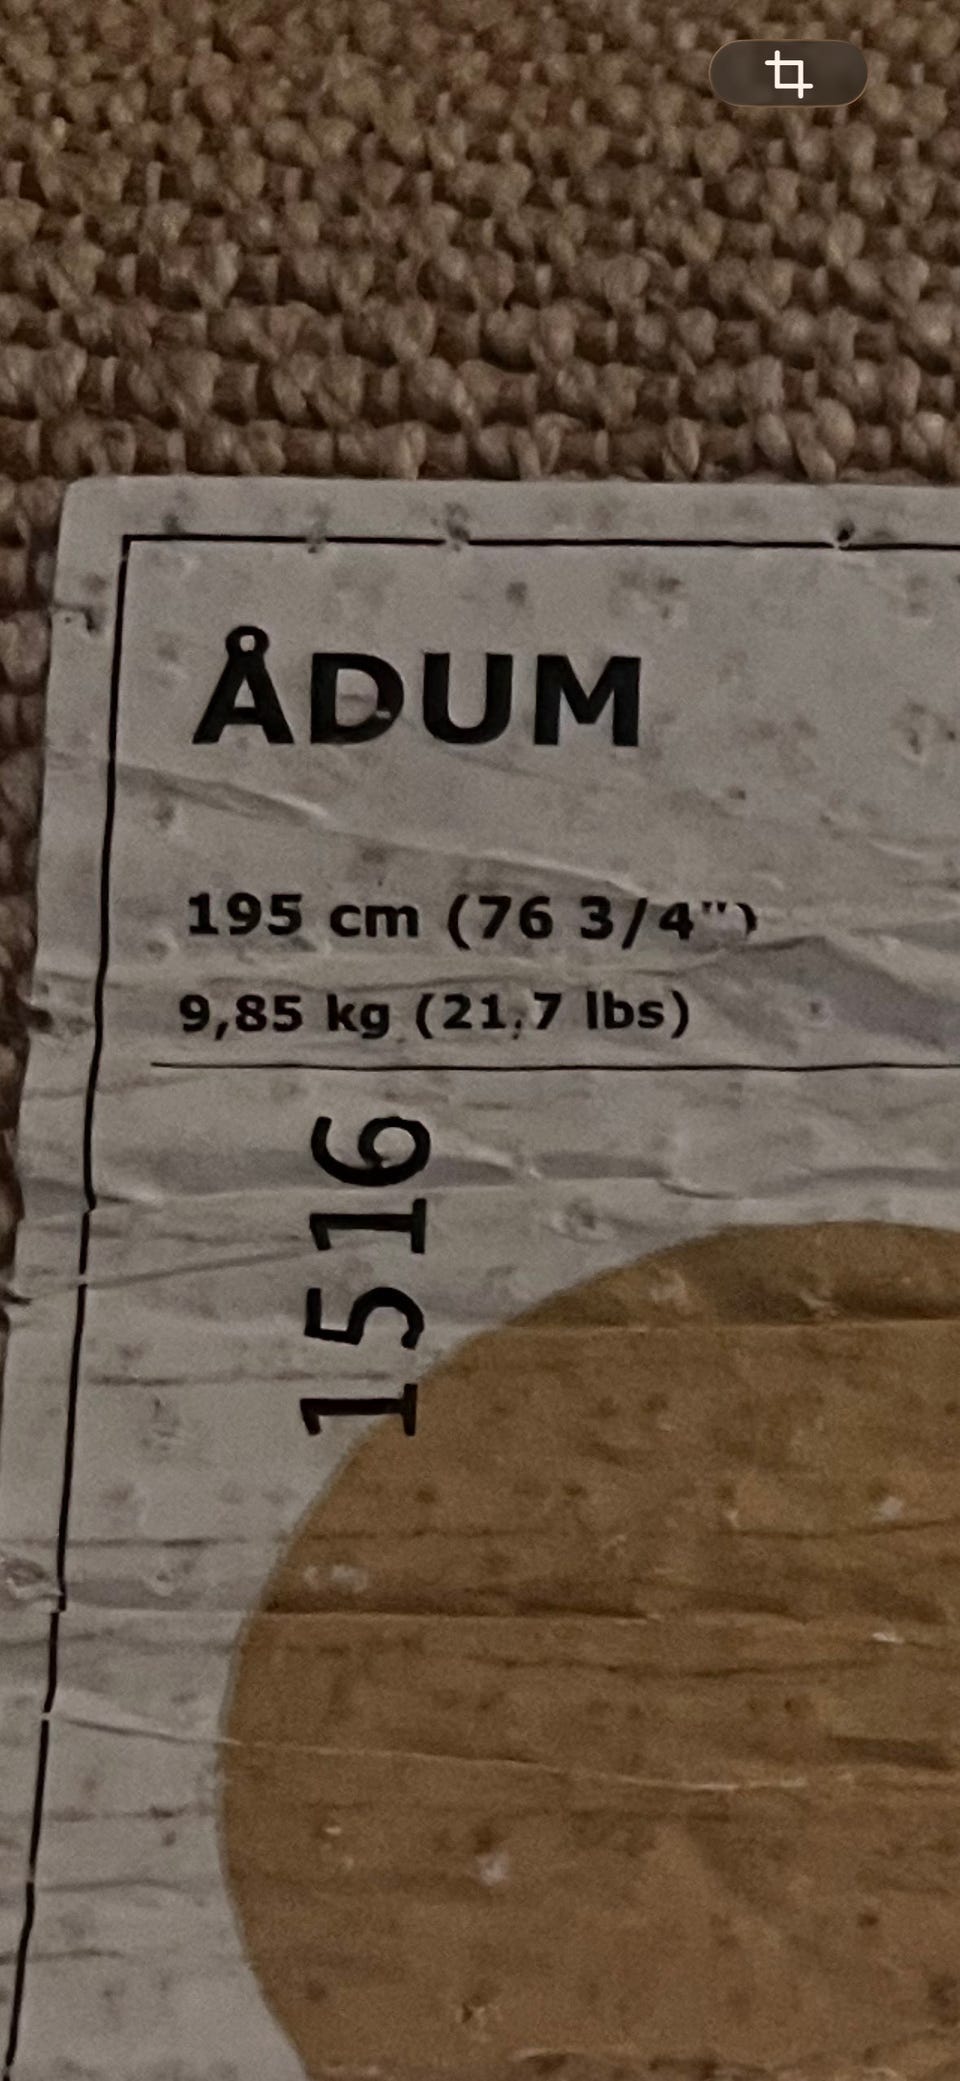 ÅDUM
195 cm (76 3/4")
9,85 kg (21,7 lbs)
1516